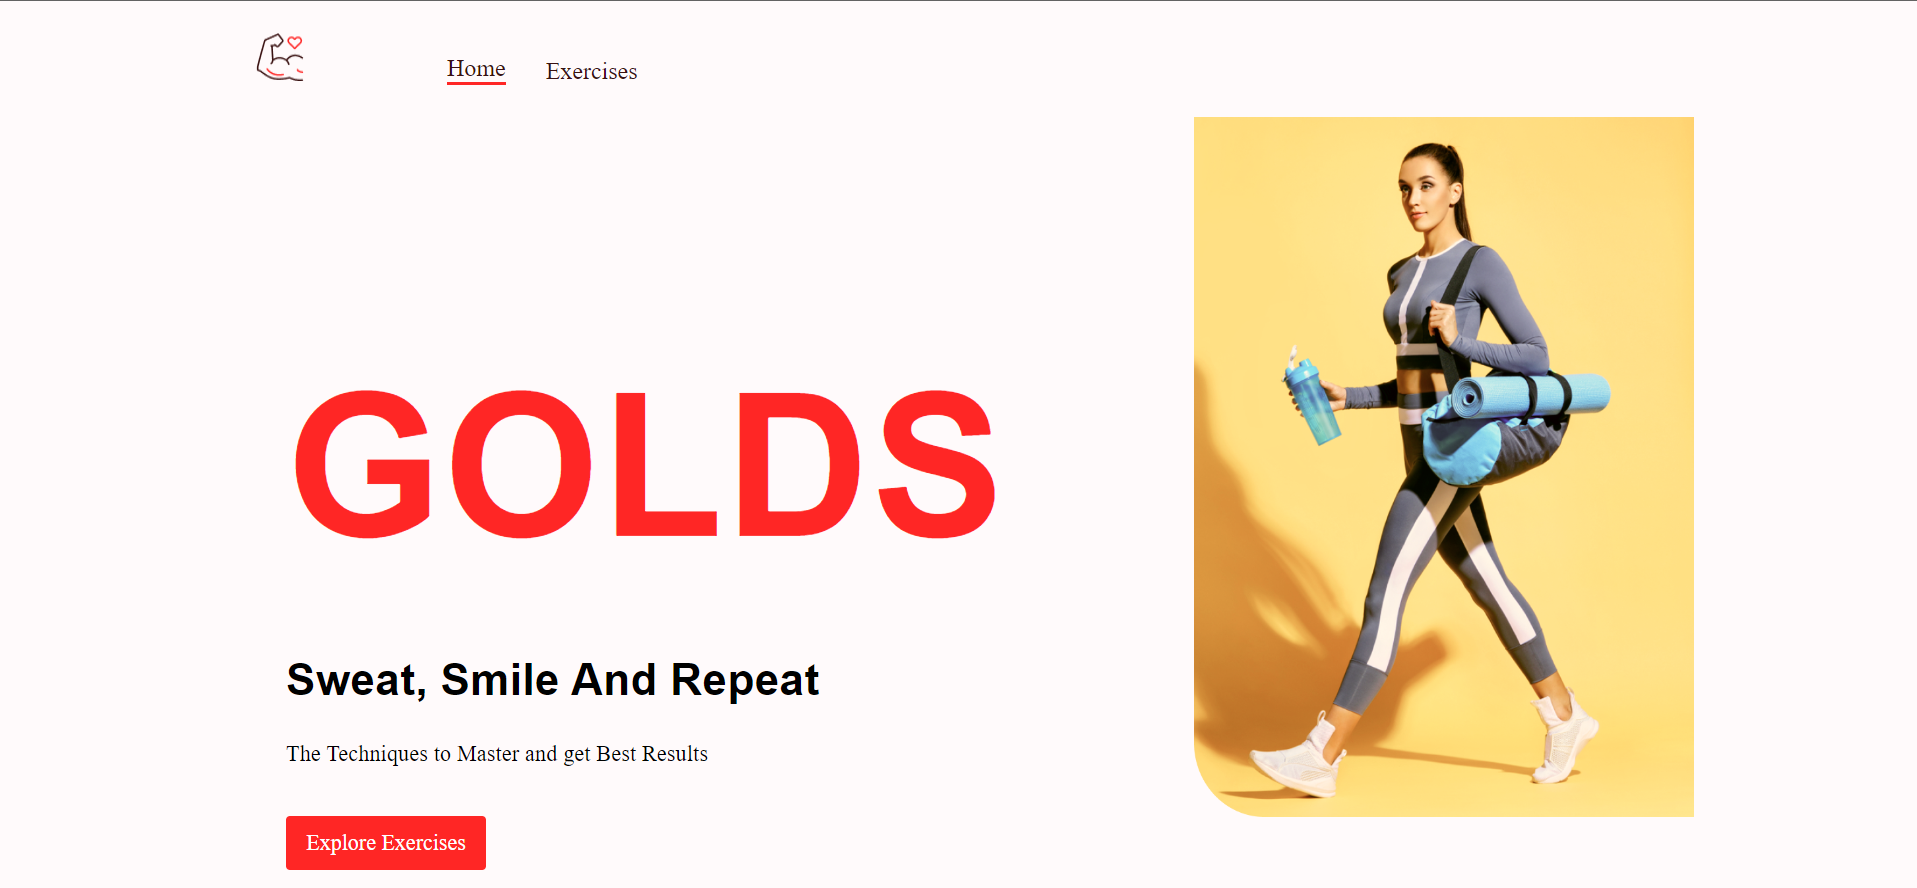 Home
Exercises
GOLDS
Sweat, Smile And Repeat
The Techniques to Master and get Best Results
Explore Exercises